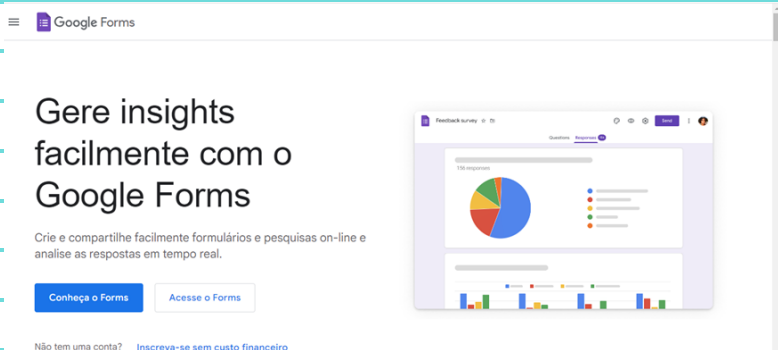 Google Forms
Gere insights
facilmente com o
Google Forms
Crie e compartilhe facilmente formulários e pesquisas on-line e
analise as respostas em tempo real.
Conheça o Forms Acesse o Forms
Não tem uma conta? Inscreva-se sem custo financeiro
Feedback survey
Send
Questions Responses
156 responses